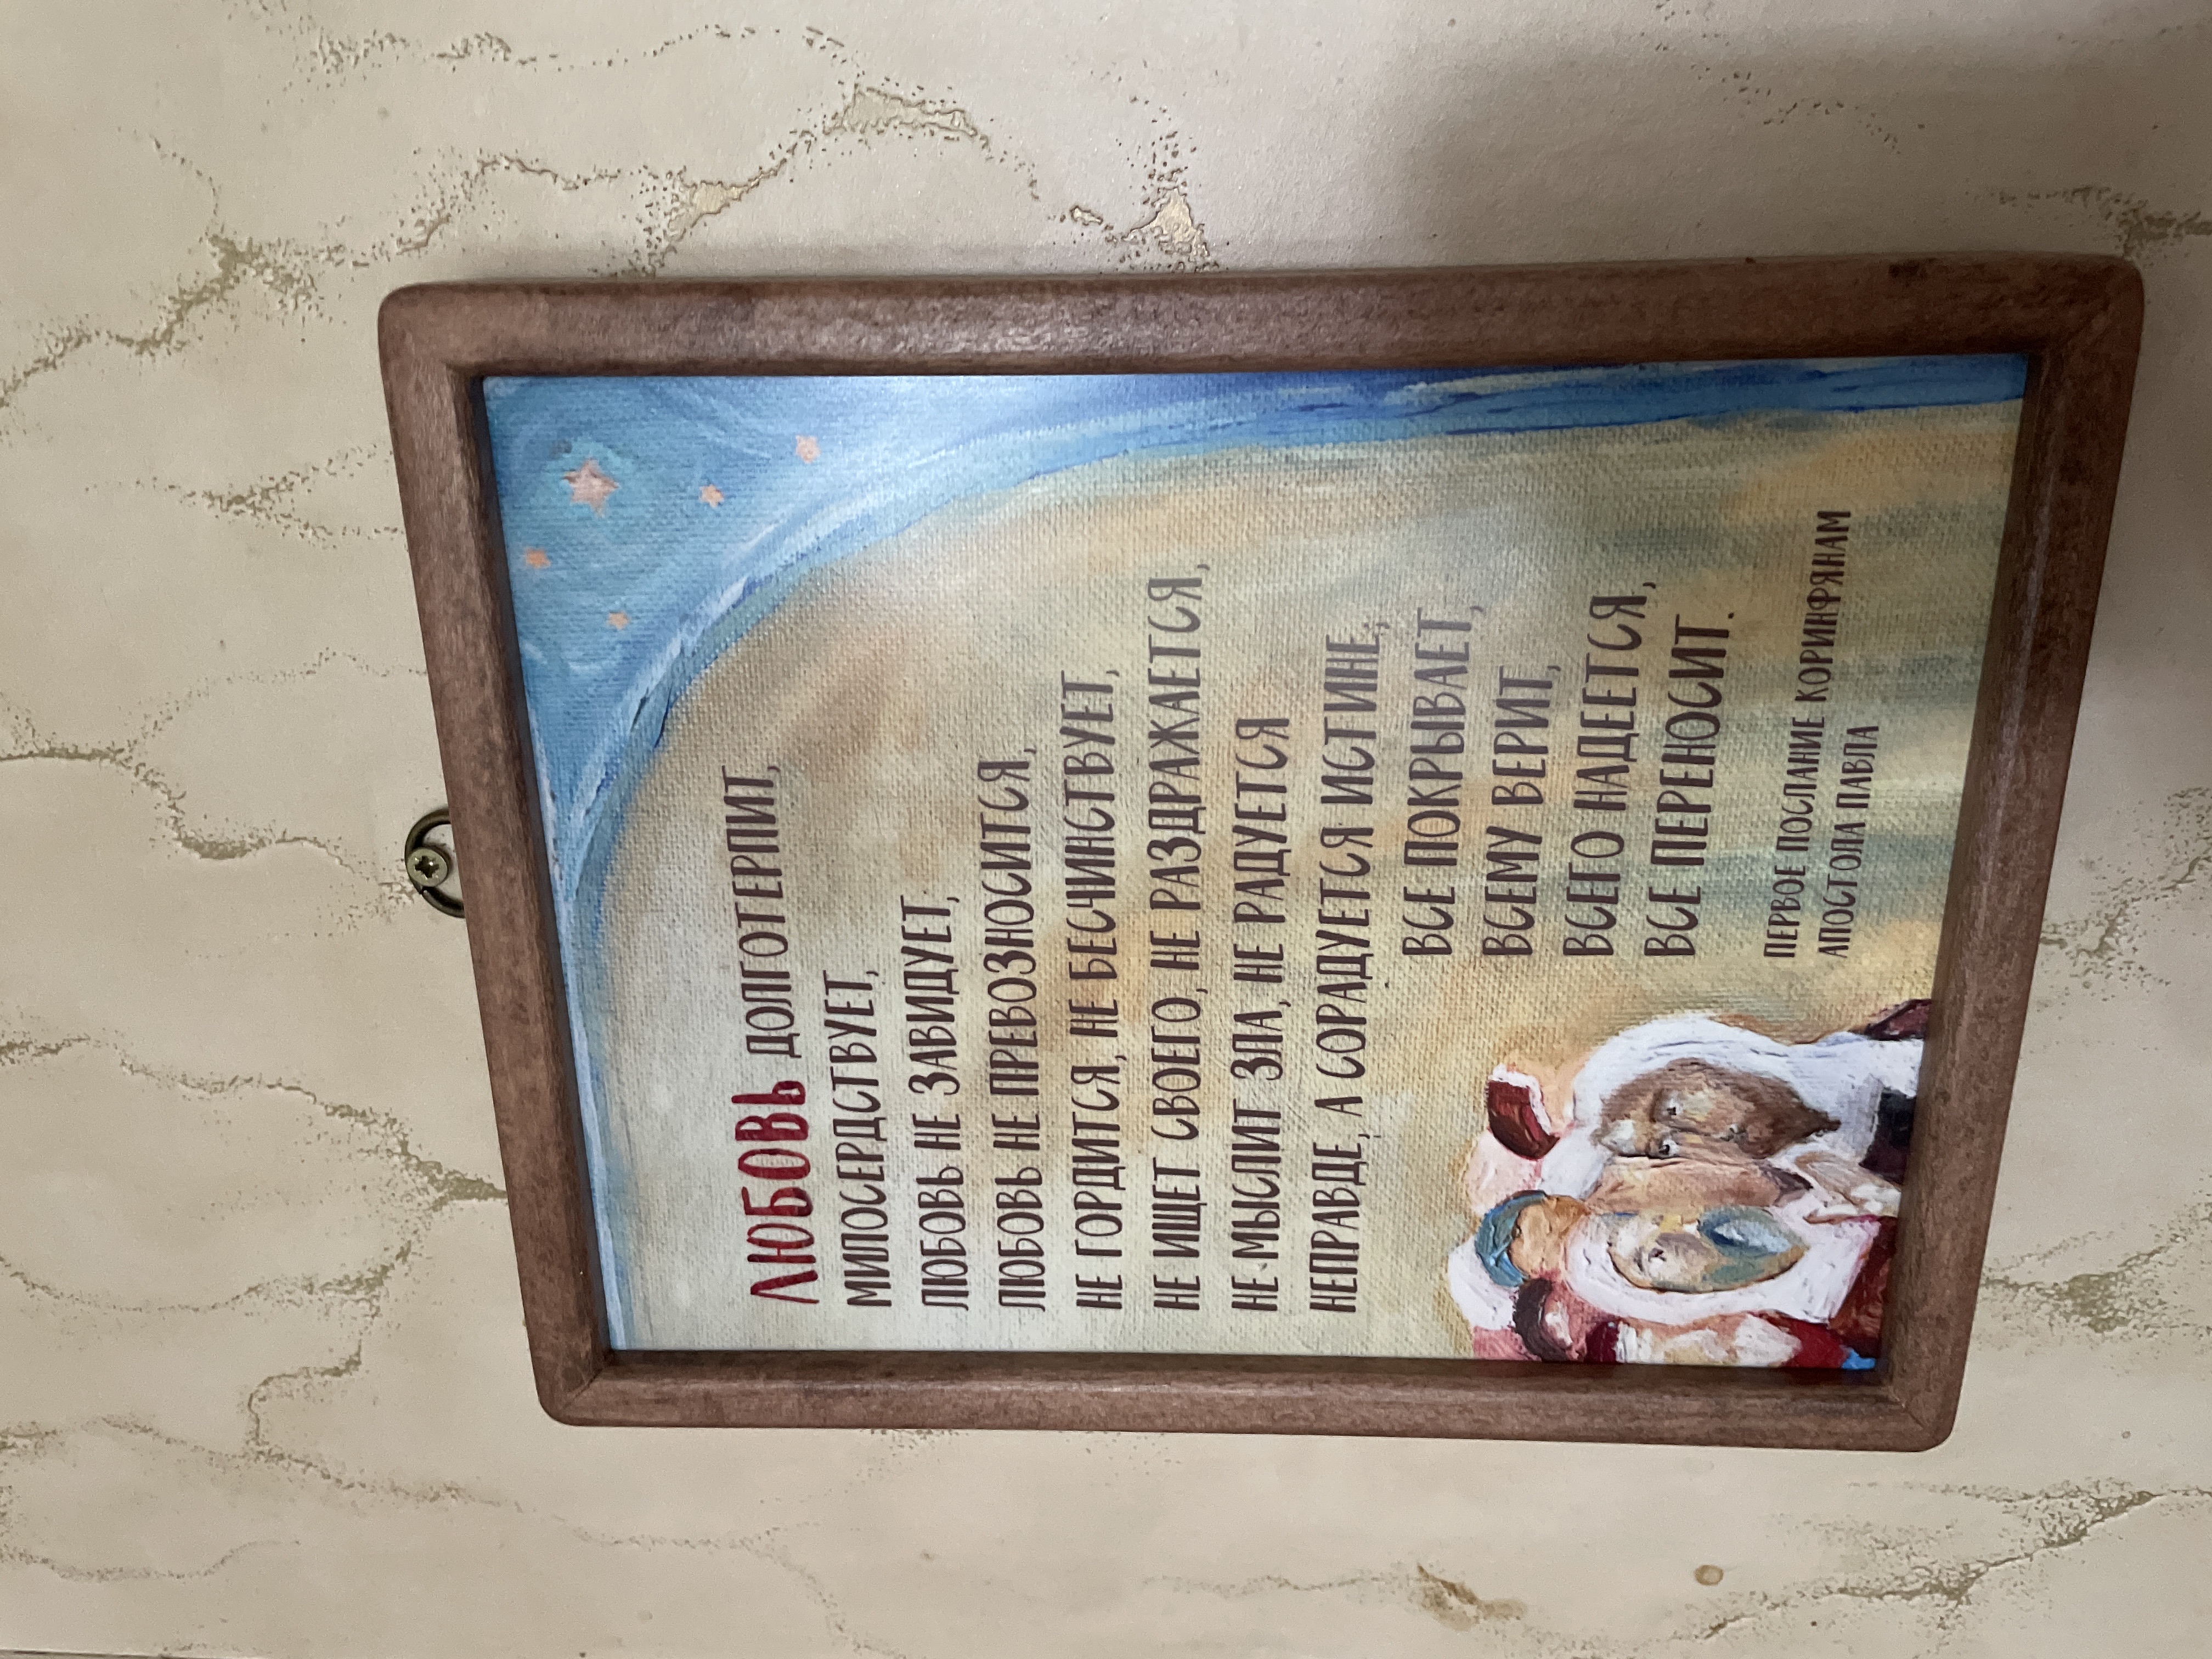 ЛЮБОВЬ ДОЛГОТЕРПИТ,
МИЛОСЕРДСТВУЕТ,
ЛЮБОВЬ НЕ ЗАВИДУЕТ,
ЛЮБОВЬ НЕ ПРЕВОЗНОСИТСЯ,
НЕ ГОРДИТСЯ, НЕ БЕСЧИНСТВУЕТ,
НЕ ИЩЕТ СВОЕГО, НЕ РАЗДРАЖАЕТСЯ,
НЕ МЫСЛИТ ЗЛА, НЕ РАДУЕТСЯ
НЕПРАВДЕ, А СОРАДУЕТСЯ ИСТИНЕ;
ВСЕ ПОКРЫВАЕТ,
ВСЕМУ ВЕРИТ,
ВСЕГО НАДЕЕТСЯ,
ВСЕ ПЕРЕНОСИТ.
ПЕРВОЕ ПОСЛАНИЕ КОРИНФЯНАМ
АПОСТОЛА ПАВЛА